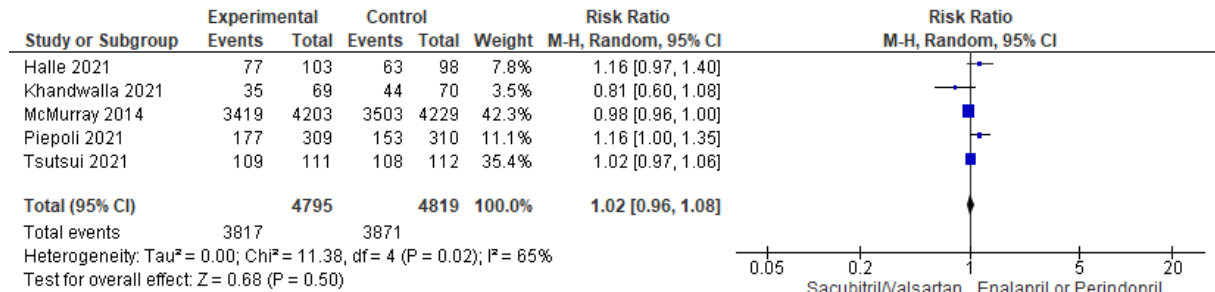 Experimental Control Risk Ratio Risk Ratio
Study or Subgroup Events Total Events Total Weight M-H, Random, 95% CI M-H, Random, 95% CI
Halle 2021 77 103 63 98 7.8% 1.16 [0.97, 1.40]
Khandwalla 2021 35 69 44 70 3.5% 0.81 [0.60, 1.08]
McMurray 2014 3419 4203 3503 4229 42.3% 0.98 [0.96, 1.00]
Piepoli 2021 177 309 153 310 11.1% 1.16 [1.00, 1.35]
Tsutsui 2021 109 111 108 112 35.4% 1.02 [0.97, 1.06]
Total (95% CI) 4795 4819 100.0% 1.02 [0.96, 1.08]
Total events 3817 3871
Heterogeneity: Tau² = 0.00; Chi² = 11.38, df = 4 (P = 0.02); I² = 65%
Test for overall effect: Z = 0.68 (P = 0.50)
0.05 0.2 1 5 20
Sacubitril/Valsartan Enalapril or Perindopril